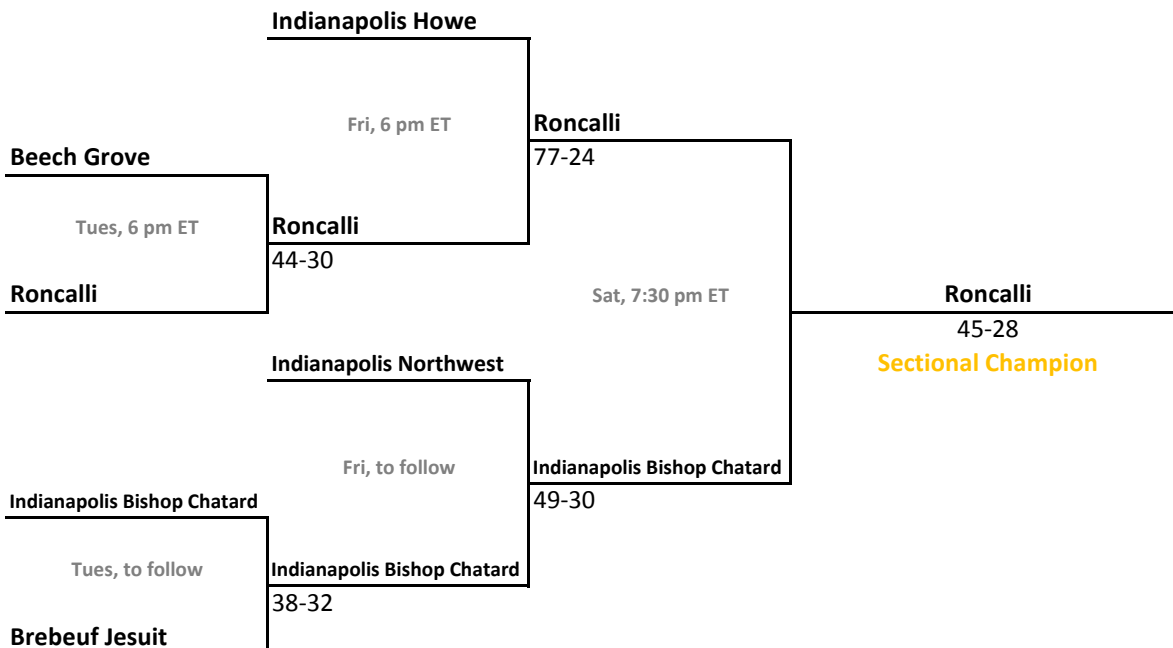 Indianapolis Howe
Fri, 6 pm ET
Roncalli
77-24
Beech Grove
Tues, 6 pm ET
Roncalli
44-30
Roncalli
Sat, 7:30 pm ET
Roncalli
45-28
Sectional Champion
Indianapolis Northwest
Fri, to follow
Indianapolis Bishop Chatard
49-30
Indianapolis Bishop Chatard
Tues, to follow
Indianapolis Bishop Chatard
38-32
Brebeuf Jesuit